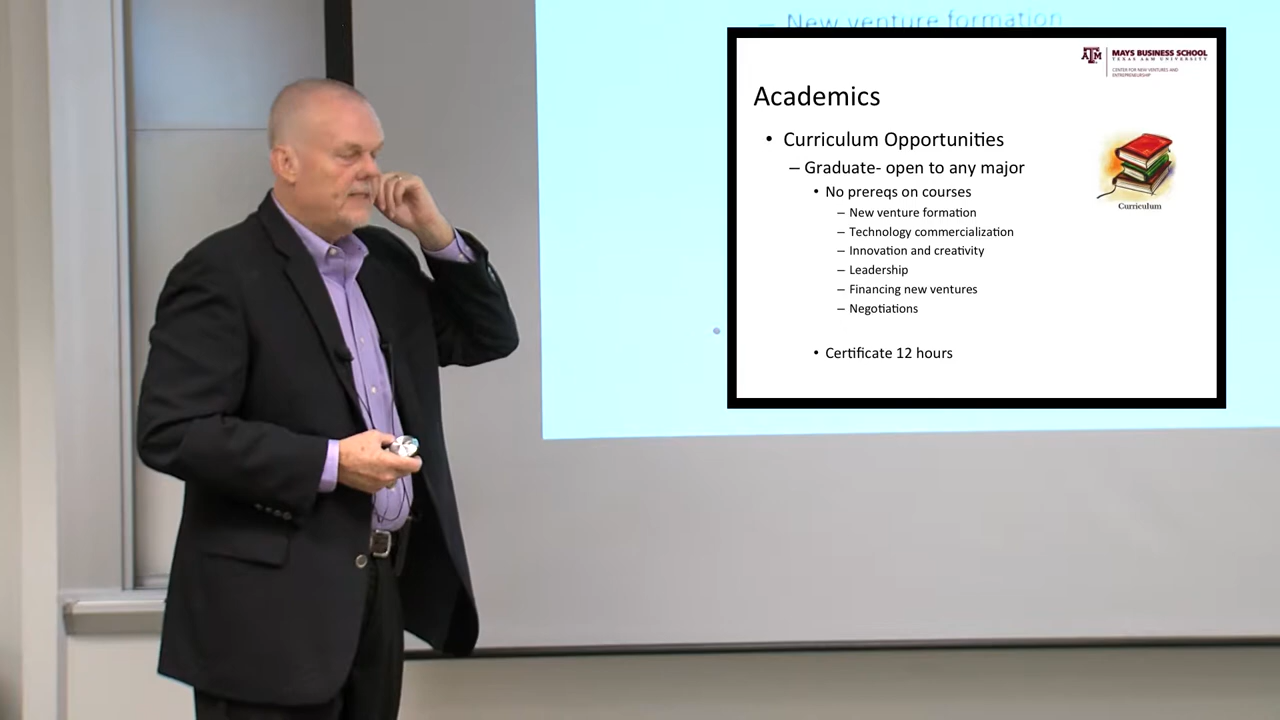 New venture formation
MAYS BUSINESS SCHOOL
TEXAS A&M UNIVERSITY
CENTER FOR NEW VENTURES AND
ENTREPRENEURSHIP
ATM
Academics
• Curriculum Opportunities
– Graduate- open to any major
• No prereqs on courses
– New venture formation
– Technology commercialization
– Innovation and creativity
– Leadership
– Financing new ventures
– Negotiations
• Certificate 12 hours
Curriculum